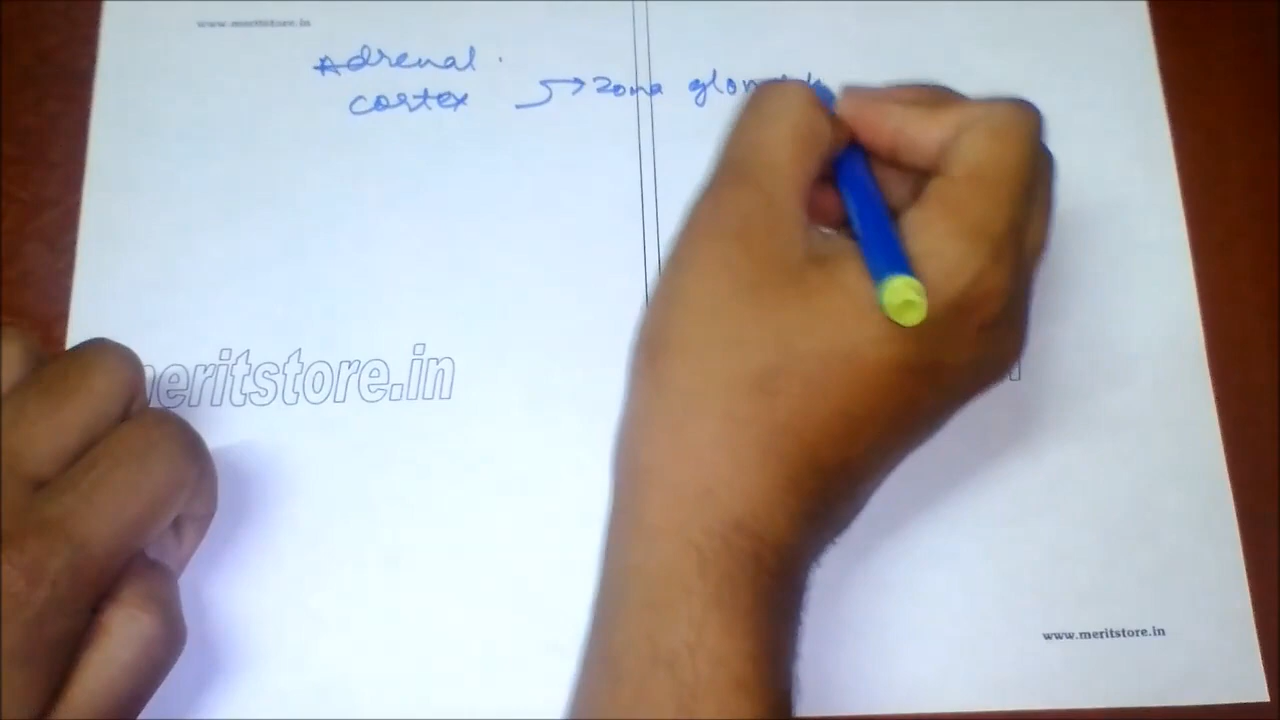 www.meritstore.in
Adrenal
cortex → zona
meritstore.in
www.meritstore.in